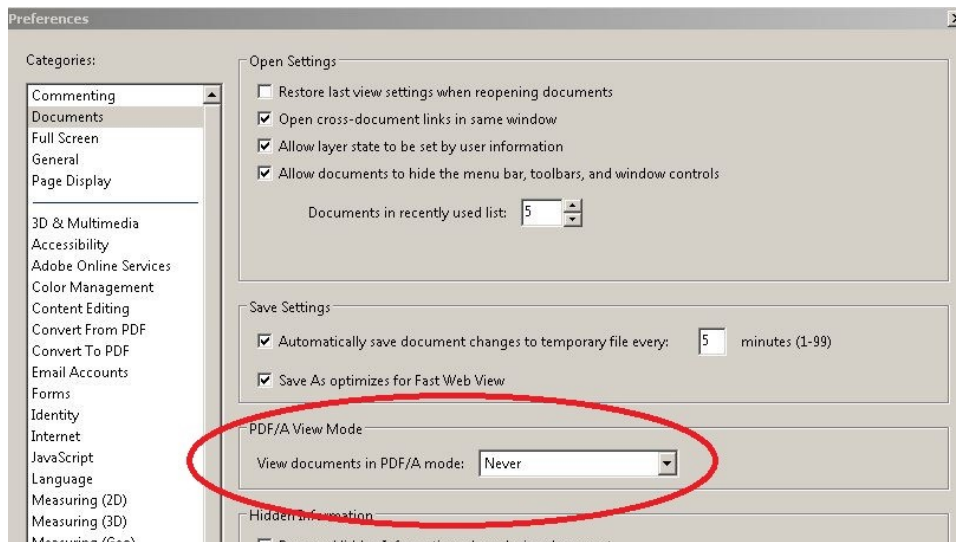 Preferences
Categories:
Commenting
Documents
Full Screen
General
Page Display
3D & Multimedia
Accessibility
Adobe Online Services
Color Management
Content Editing
Convert From PDF
Convert To PDF
Email Accounts
Forms
Identity
Internet
JavaScript
Language
Measuring (2D)
Measuring (3D)
Measuring (Geo)
Open Settings
Restore last view settings when reopening documents
Open cross-document links in same window
Allow layer state to be set by user information
Allow documents to hide the menu bar, toolbars, and window controls
Documents in recently used list: 5
Save Settings
Automatically save document changes to temporary file every: 5 minutes (1-99)
Save As optimizes for Fast Web View
PDF/A View Mode
View documents in PDF/A mode: Never
Hidden Information